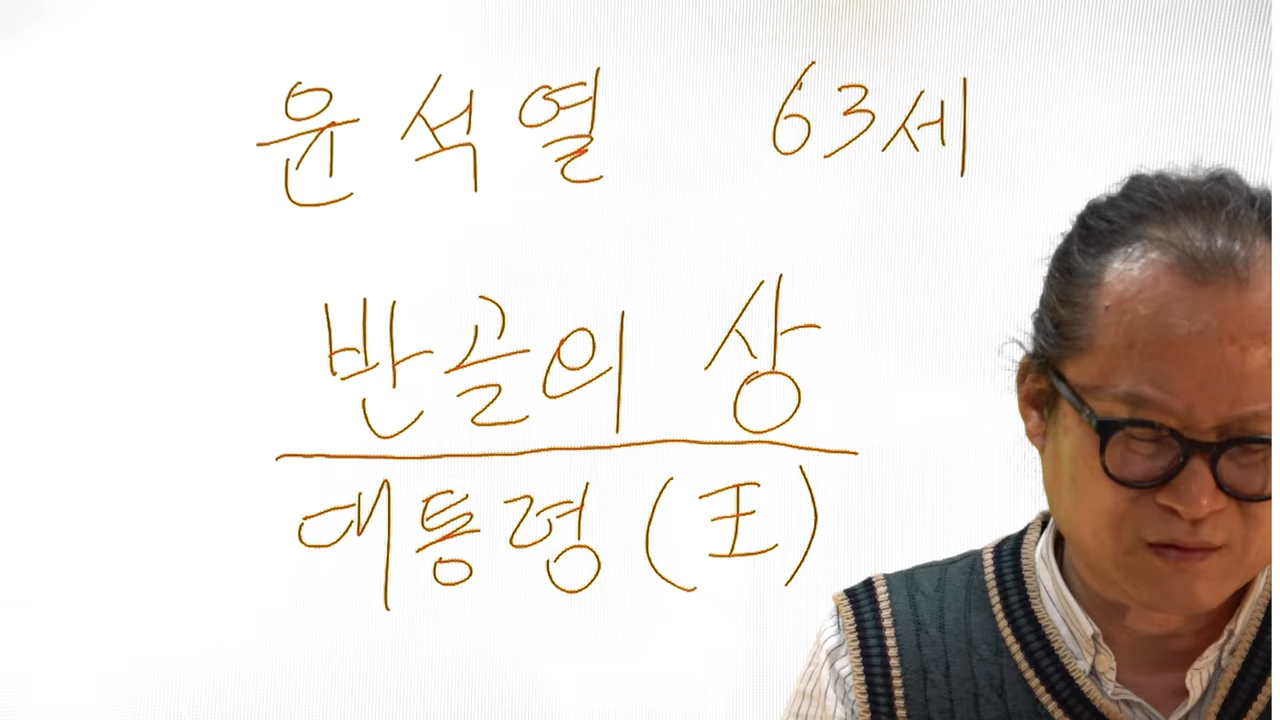 윤석열 63세
반골의 상
대통령(王)